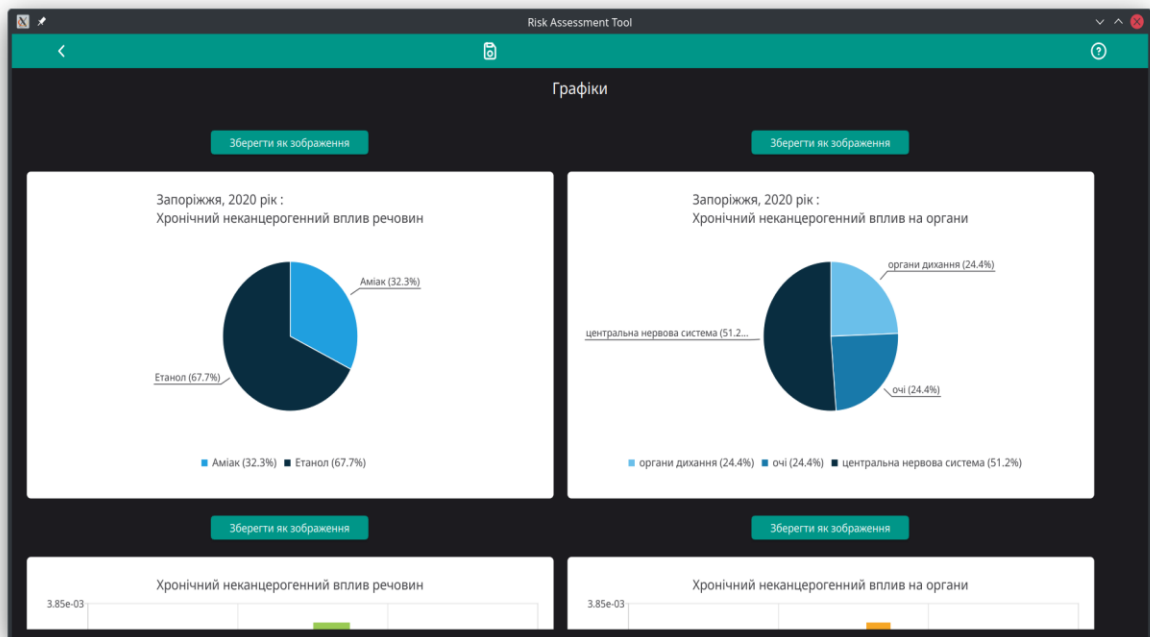 Risk Assessment Tool
Графіки
Зберегти як зображення
Зберегти як зображення
Запоріжжя, 2020 рік :
Хронічний неканцерогенний вплив речовин
Аміак (32.3%)
Етанол (67.7%)
Аміак (32.3%) Етанол (67.7%)
Запоріжжя, 2020 рік :
Хронічний неканцерогенний вплив на органи
органи дихання (24.4%)
центральна нервова система (51.2...
очі (24.4%)
органи дихання (24.4%) очі (24.4%) центральна нервова система (51.2%)
Зберегти як зображення
Зберегти як зображення
Хронічний неканцерогенний вплив речовин
3.85e-03
Хронічний неканцерогенний вплив на органи
3.85e-03